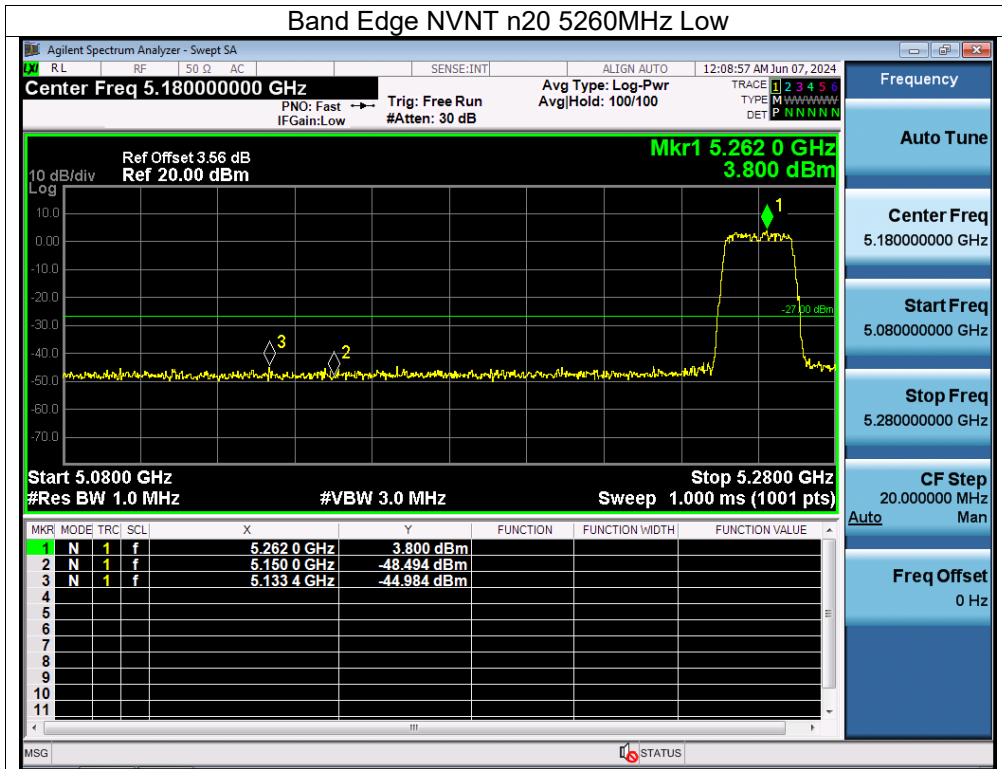 Band Edge NVNT n20 5260MHz Low
Agilent Spectrum Analyzer - Swept SA
LXI RL RF 50 Ω AC SENSE:INT ALIGN AUTO 12:08:57 AM Jun 07, 2024
Center Freq 5.180000000 GHz
PNO: Fast
IFGain:Low
Trig: Free Run
#Atten: 30 dB
Avg Type: Log-Pwr
Avg|Hold: 100/100
TRACE 1 2 3 4 5 6
TYPE M WWWWW
DET P N N N N N
Frequency
Auto Tune
Center Freq
5.180000000 GHz
Start Freq
5.080000000 GHz
Stop Freq
5.280000000 GHz
CF Step
20.000000 MHz
Auto Man
Freq Offset
0 Hz
Mkr1 5.262 0 GHz
3.800 dBm
Ref Offset 3.56 dB
10 dB/div Ref 20.00 dBm
Log
10.0
0.00
-10.0
-20.0
-30.0
-40.0
-50.0
-60.0
-70.0
1
-27.00 dBm
3
2
Start 5.0800 GHz Stop 5.2800 GHz
#Res BW 1.0 MHz #VBW 3.0 MHz Sweep 1.000 ms (1001 pts)
MKR MODE TRC SCL X Y FUNCTION FUNCTION WIDTH FUNCTION VALUE
1 N 1 f 5.262 0 GHz 3.800 dBm
2 N 1 f 5.150 0 GHz -48.494 dBm
3 N 1 f 5.133 4 GHz -44.984 dBm
4
5
6
7
8
9
10
11
MSG STATUS